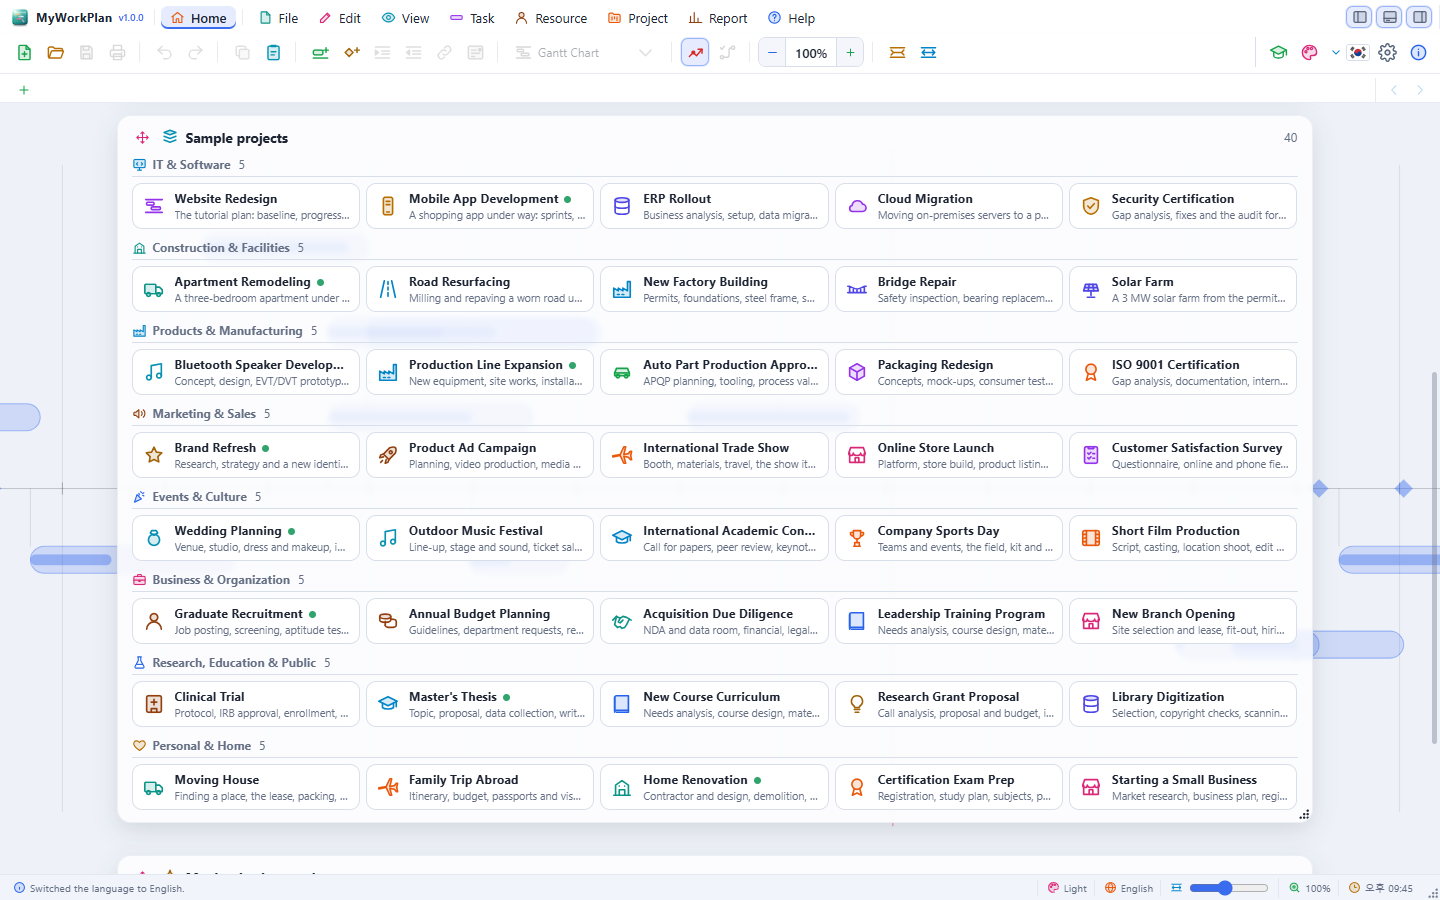 MyWorkPlan v1.0.0 Home File Edit View Task Resource Project Report Help
Gantt Chart 100%
Sample projects 40
IT & Software 5
Website Redesign
The tutorial plan: baseline, progress...
Mobile App Development
A shopping app under way: sprints, ...
ERP Rollout
Business analysis, setup, data migra...
Cloud Migration
Moving on-premises servers to a p...
Security Certification
Gap analysis, fixes and the audit for...
Construction & Facilities 5
Apartment Remodeling
A three-bedroom apartment under ...
Road Resurfacing
Milling and repaving a worn road u...
New Factory Building
Permits, foundations, steel frame, s...
Bridge Repair
Safety inspection, bearing replacem...
Solar Farm
A 3 MW solar farm from the permit...
Products & Manufacturing 5
Bluetooth Speaker Develop...
Concept, design, EVT/DVT prototyp...
Production Line Expansion
New equipment, site works, installa...
Auto Part Production Appro...
APQP planning, tooling, process val...
Packaging Redesign
Concepts, mock-ups, consumer test...
ISO 9001 Certification
Gap analysis, documentation, intern...
Marketing & Sales 5
Brand Refresh
Research, strategy and a new identi...
Product Ad Campaign
Planning, video production, media ...
International Trade Show
Booth, materials, travel, the show it...
Online Store Launch
Platform, store build, product listin...
Customer Satisfaction Survey
Questionnaire, online and phone fie...
Events & Culture 5
Wedding Planning
Venue, studio, dress and makeup, i...
Outdoor Music Festival
Line-up, stage and sound, ticket sal...
International Academic Con...
Call for papers, peer review, keynot...
Company Sports Day
Teams and events, the field, kit and ...
Short Film Production
Script, casting, location shoot, edit ...
Business & Organization 5
Graduate Recruitment
Job posting, screening, aptitude tes...
Annual Budget Planning
Guidelines, department requests, re...
Acquisition Due Diligence
NDA and data room, financial, legal...
Leadership Training Program
Needs analysis, course design, mate...
New Branch Opening
Site selection and lease, fit-out, hiri...
Research, Education & Public 5
Clinical Trial
Protocol, IRB approval, enrollment, ...
Master's Thesis
Topic, proposal, data collection, writ...
New Course Curriculum
Needs analysis, course design, mate...
Research Grant Proposal
Call analysis, proposal and budget, i...
Library Digitization
Selection, copyright checks, scannin...
Personal & Home 5
Moving House
Finding a place, the lease, packing, ...
Family Trip Abroad
Itinerary, budget, passports and vis...
Home Renovation
Contractor and design, demolition, ...
Certification Exam Prep
Registration, study plan, subjects, p...
Starting a Small Business
Market research, business plan, regi...
Switched the language to English. Light English 100% 오후 09:45